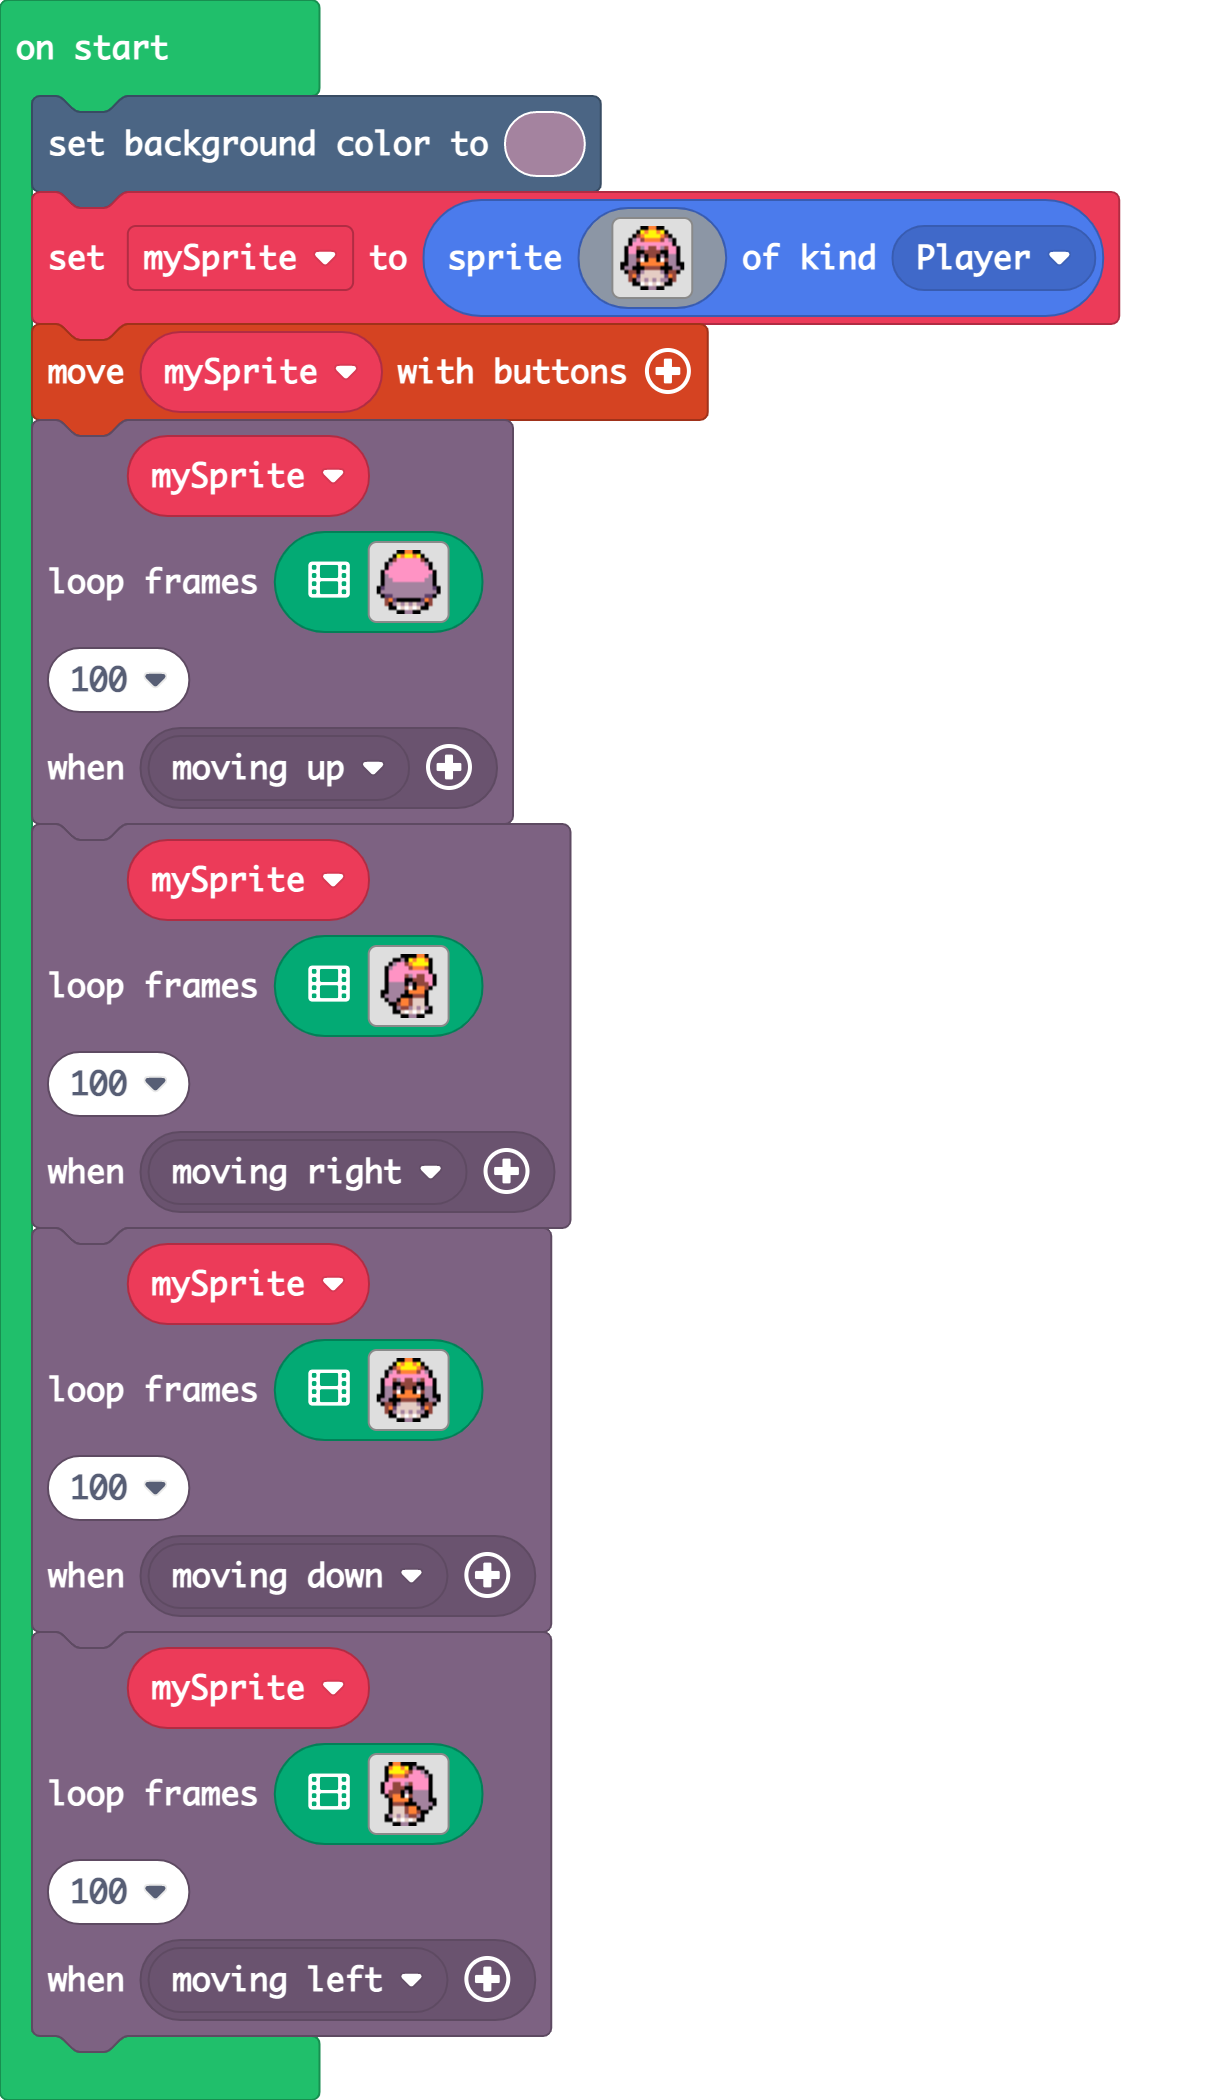 on start
set background color to
set mySprite to sprite of kind Player
move mySprite with buttons
mySprite
loop frames
100
when moving up
mySprite
loop frames
100
when moving right
mySprite
loop frames
100
when moving down
mySprite
loop frames
100
when moving left